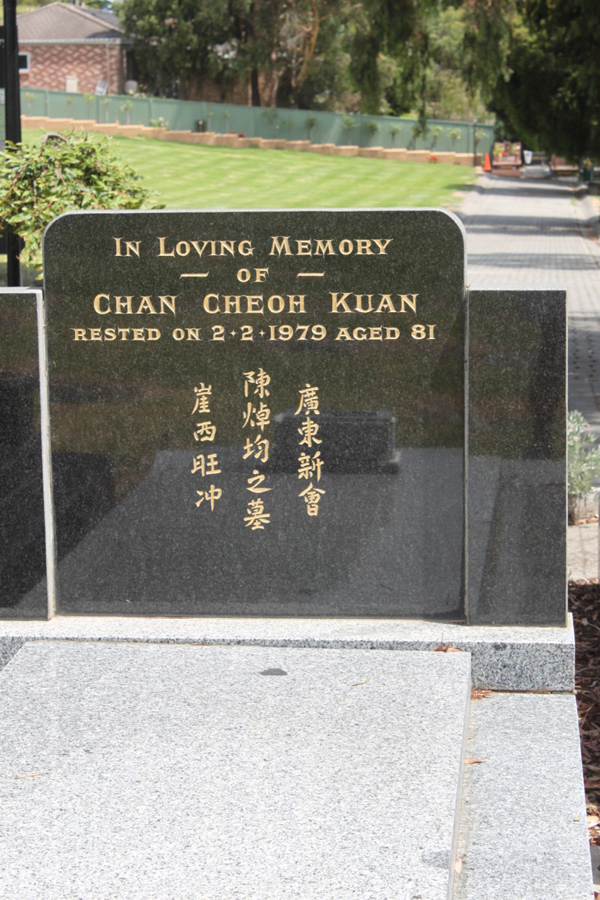 IN LOVING MEMORY
— OF —
CHAN CHEOH KUAN
RESTED ON 2·2·1979 AGED 81
廣東新會
陳焯均之墓
崖西旺冲